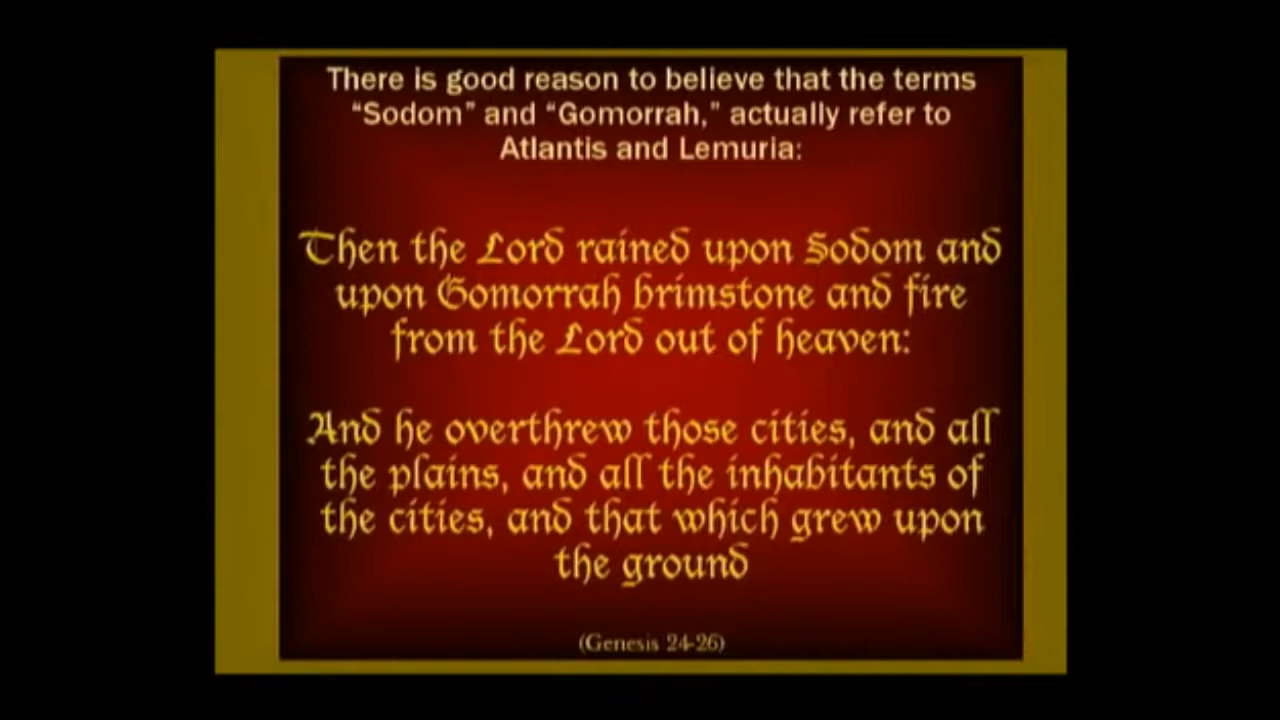 There is good reason to believe that the terms
“Sodom” and “Gomorrah,” actually refer to
Atlantis and Lemuria:
Then the Lord rained upon Sodom and
upon Gomorrah brimstone and fire
from the Lord out of heaven:
And he overthrew those cities, and all
the plains, and all the inhabitants of
the cities, and that which grew upon
the ground
(Genesis 24-26)